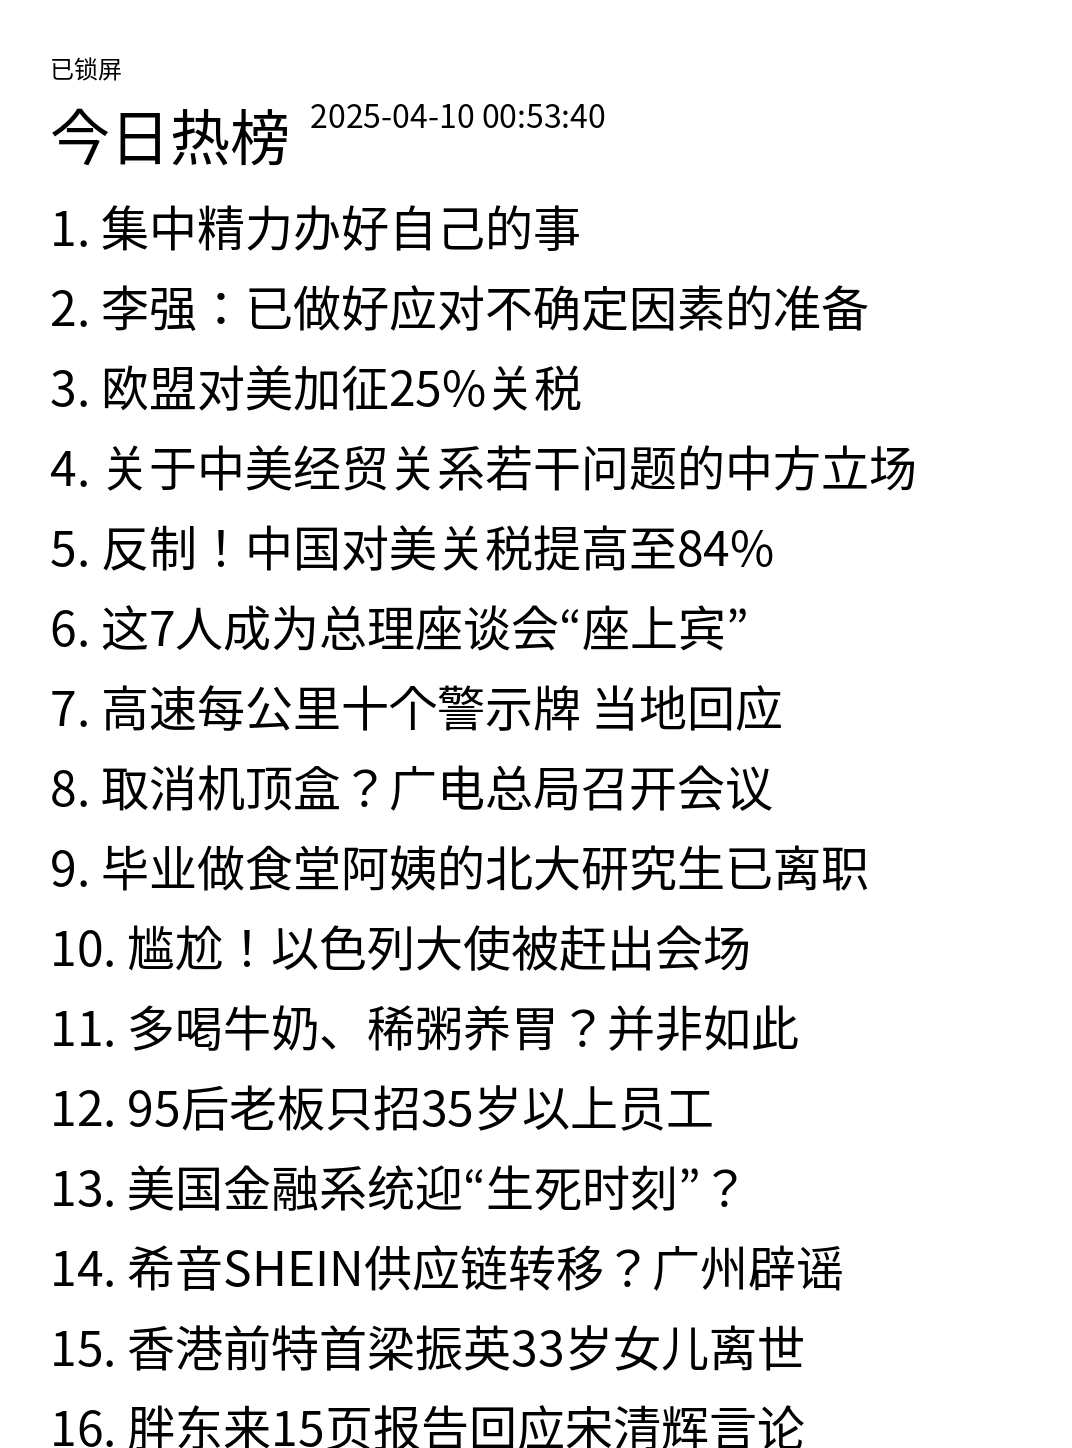 已锁屏
今日热榜 2025-04-10 00:53:40
1. 集中精力办好自己的事
2. 李强：已做好应对不确定因素的准备
3. 欧盟对美加征25%关税
4. 关于中美经贸关系若干问题的中方立场
5. 反制！中国对美关税提高至84%
6. 这7人成为总理座谈会“座上宾”
7. 高速每公里十个警示牌 当地回应
8. 取消机顶盒？广电总局召开会议
9. 毕业做食堂阿姨的北大研究生已离职
10. 尴尬！以色列大使被赶出会场
11. 多喝牛奶、稀粥养胃？并非如此
12. 95后老板只招35岁以上员工
13. 美国金融系统迎“生死时刻”？
14. 希音SHEIN供应链转移？广州辟谣
15. 香港前特首梁振英33岁女儿离世
16. 胖东来15页报告回应宋清辉言论